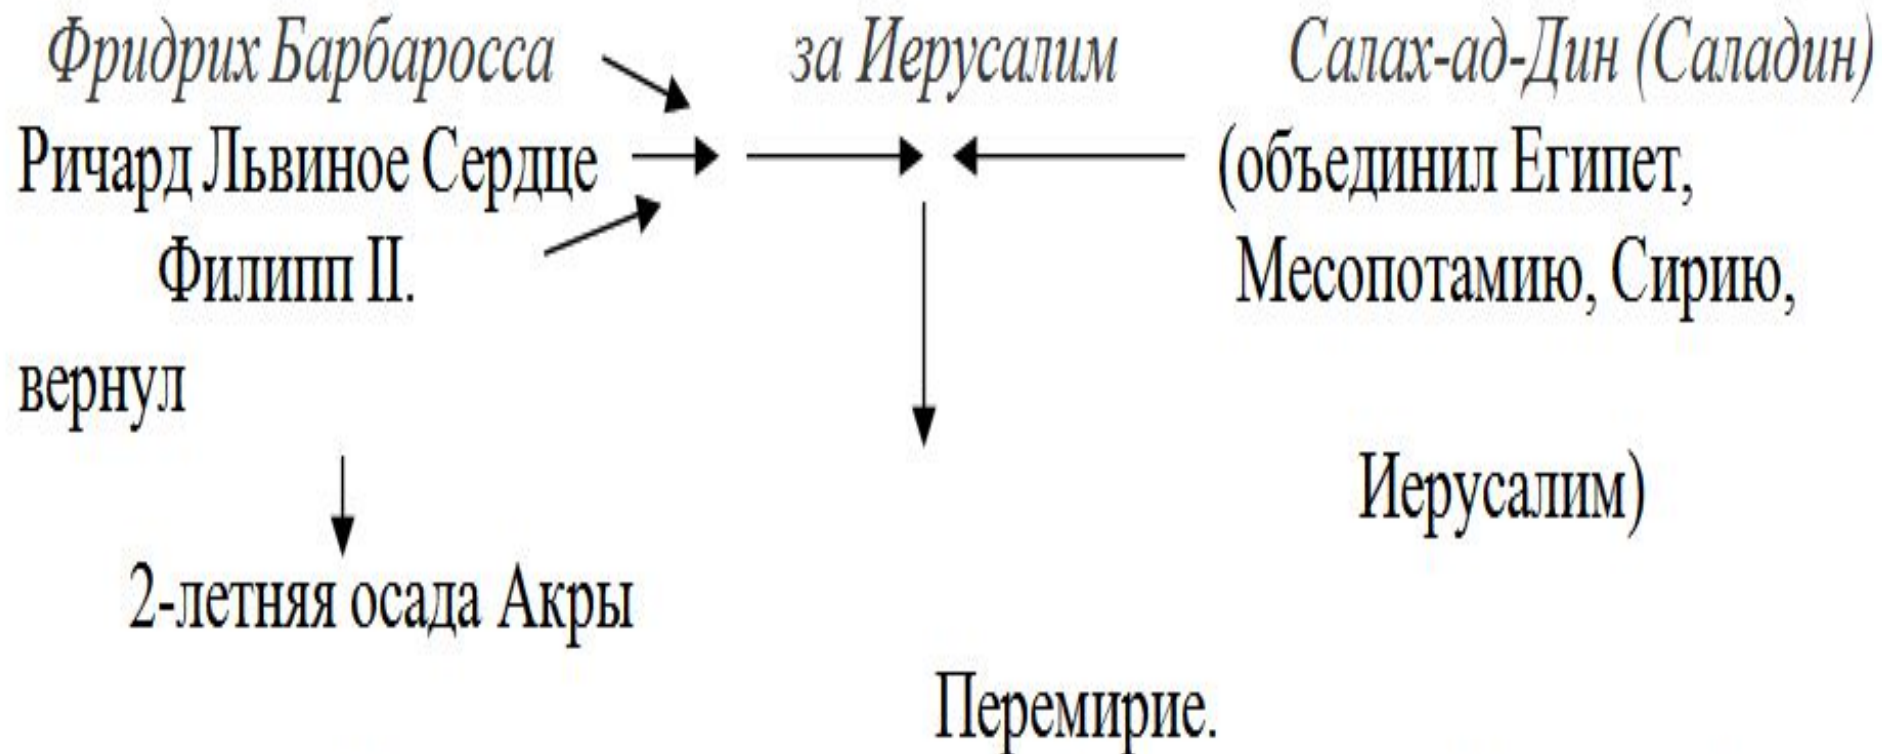 Фридрих Барбаросса за Иерусалим Салах-ад-Дин (Саладин)
Ричард Львиное Сердце (объединил Египет,
Филипп II. Месопотамию, Сирию,
вернул
Иерусалим)
2-летняя осада Акры
Перемирие.